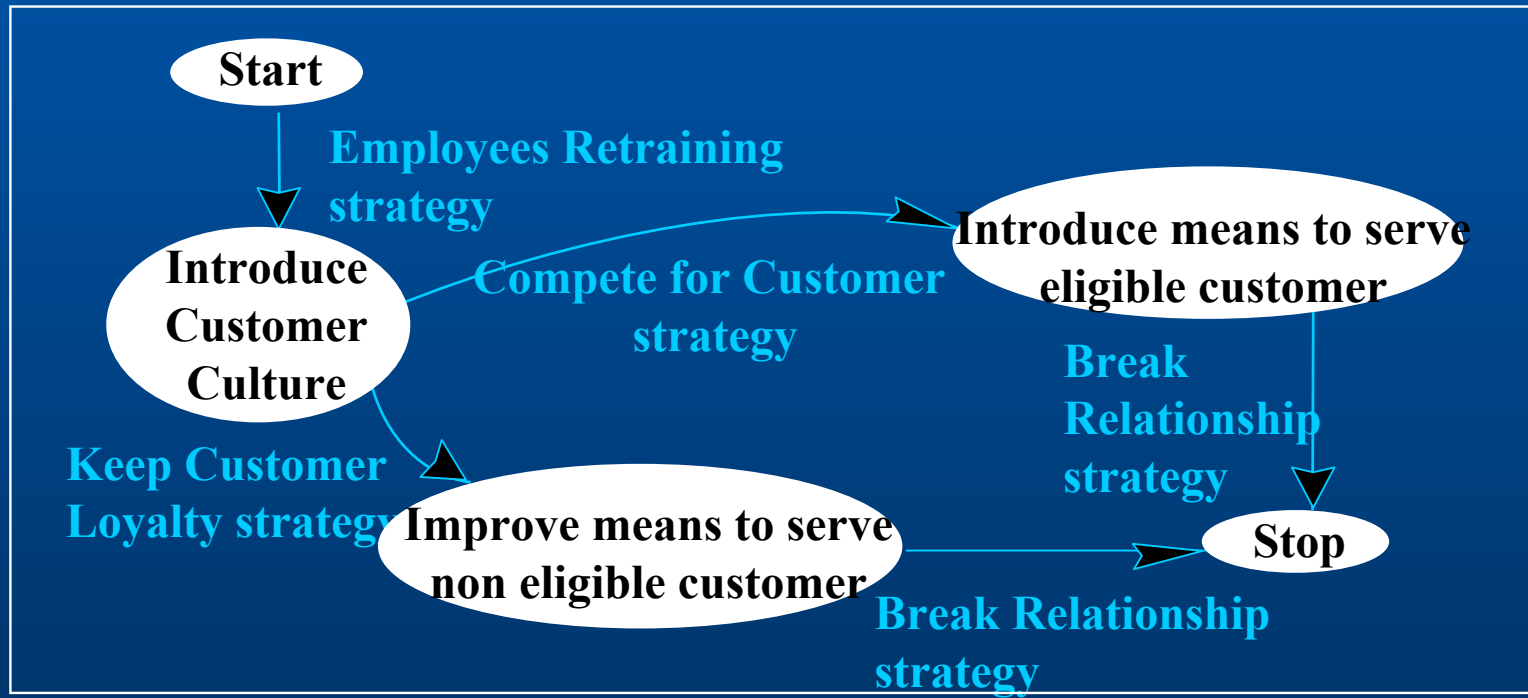 Start
Employees Retraining
strategy
Introduce
Customer
Culture
Compete for Customer
strategy
Introduce means to serve
eligible customer
Break
Relationship
strategy
Keep Customer
Loyalty strategy
Improve means to serve
non eligible customer
Stop
Break Relationship
strategy